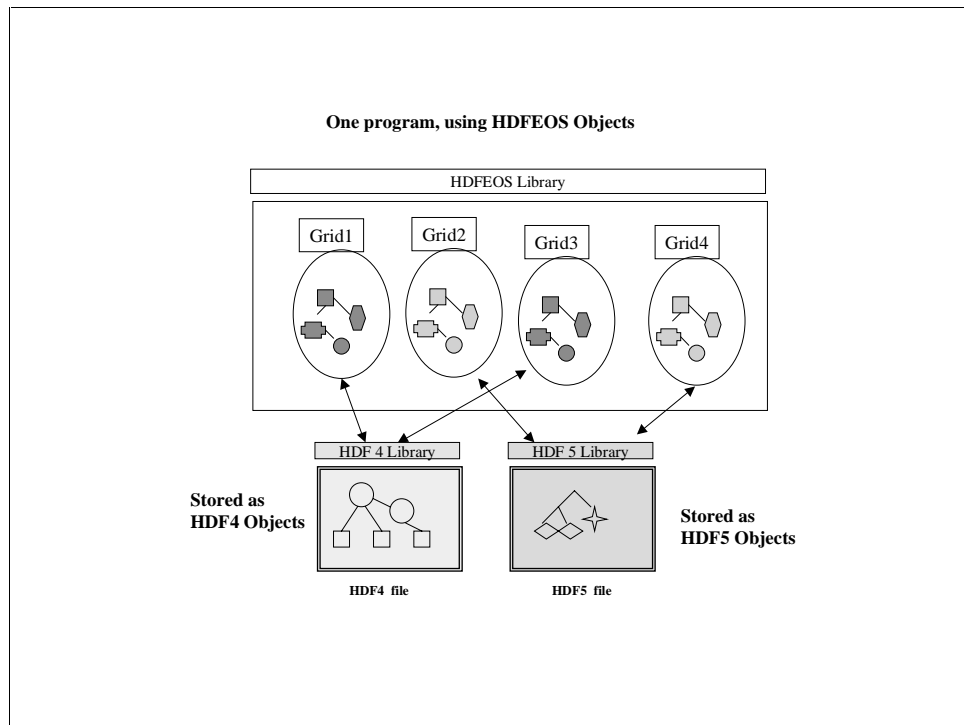 One program, using HDFEOS Objects
HDFEOS Library
Grid1
Grid2
Grid3
Grid4
HDF 4 Library
HDF 5 Library
Stored as
HDF4 Objects
Stored as
HDF5 Objects
HDF4 file
HDF5 file